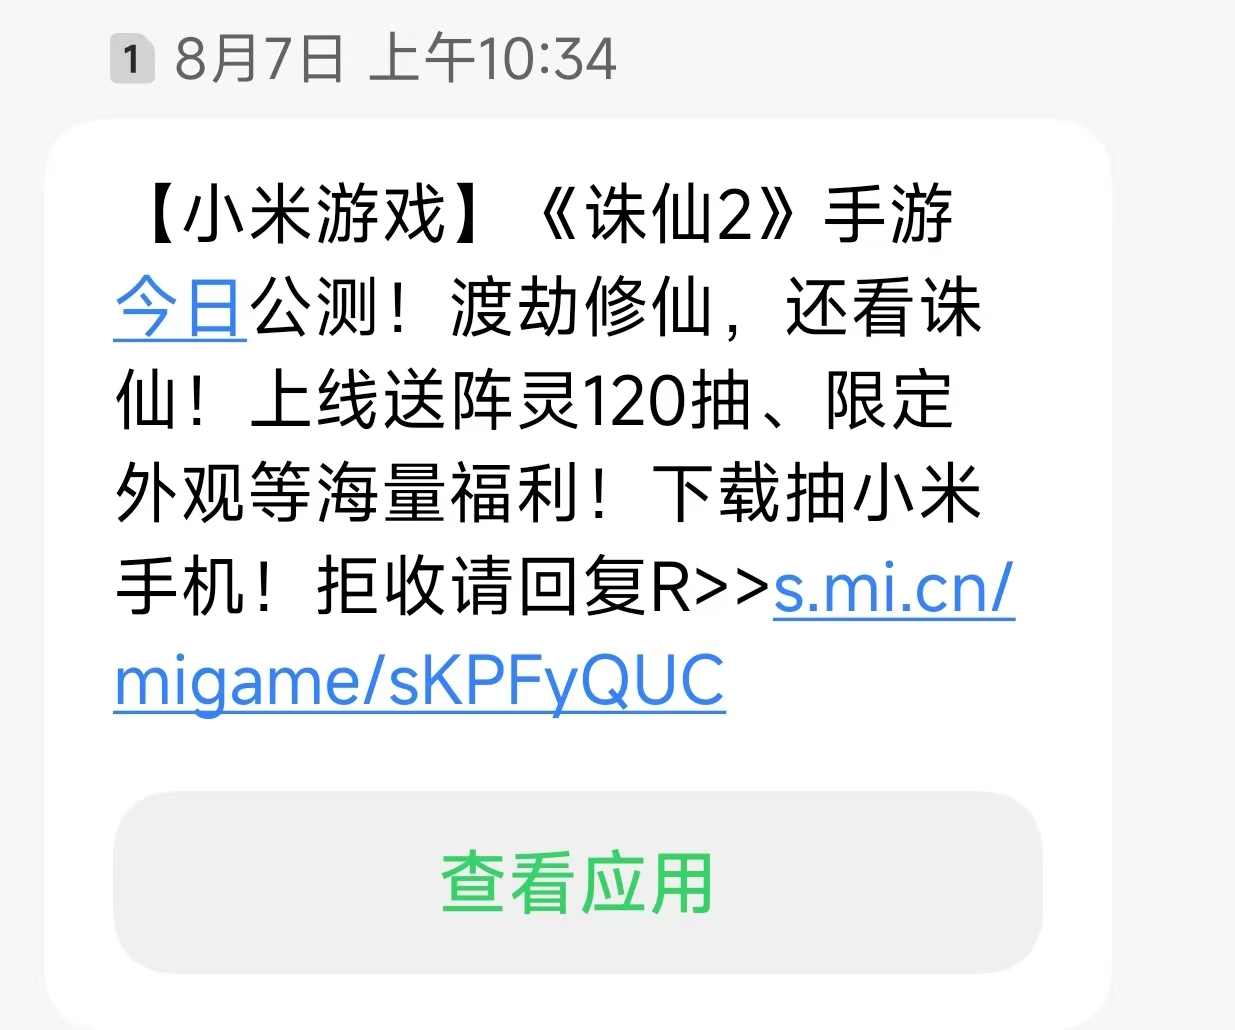 1 8月7日 上午10:34
【小米游戏】《诛仙2》手游
今日公测！渡劫修仙，还看诛
仙！上线送阵灵120抽、限定
外观等海量福利！下载抽小米
手机！拒收请回复R>>s.mi.cn/
migame/sKPFyQUC
查看应用